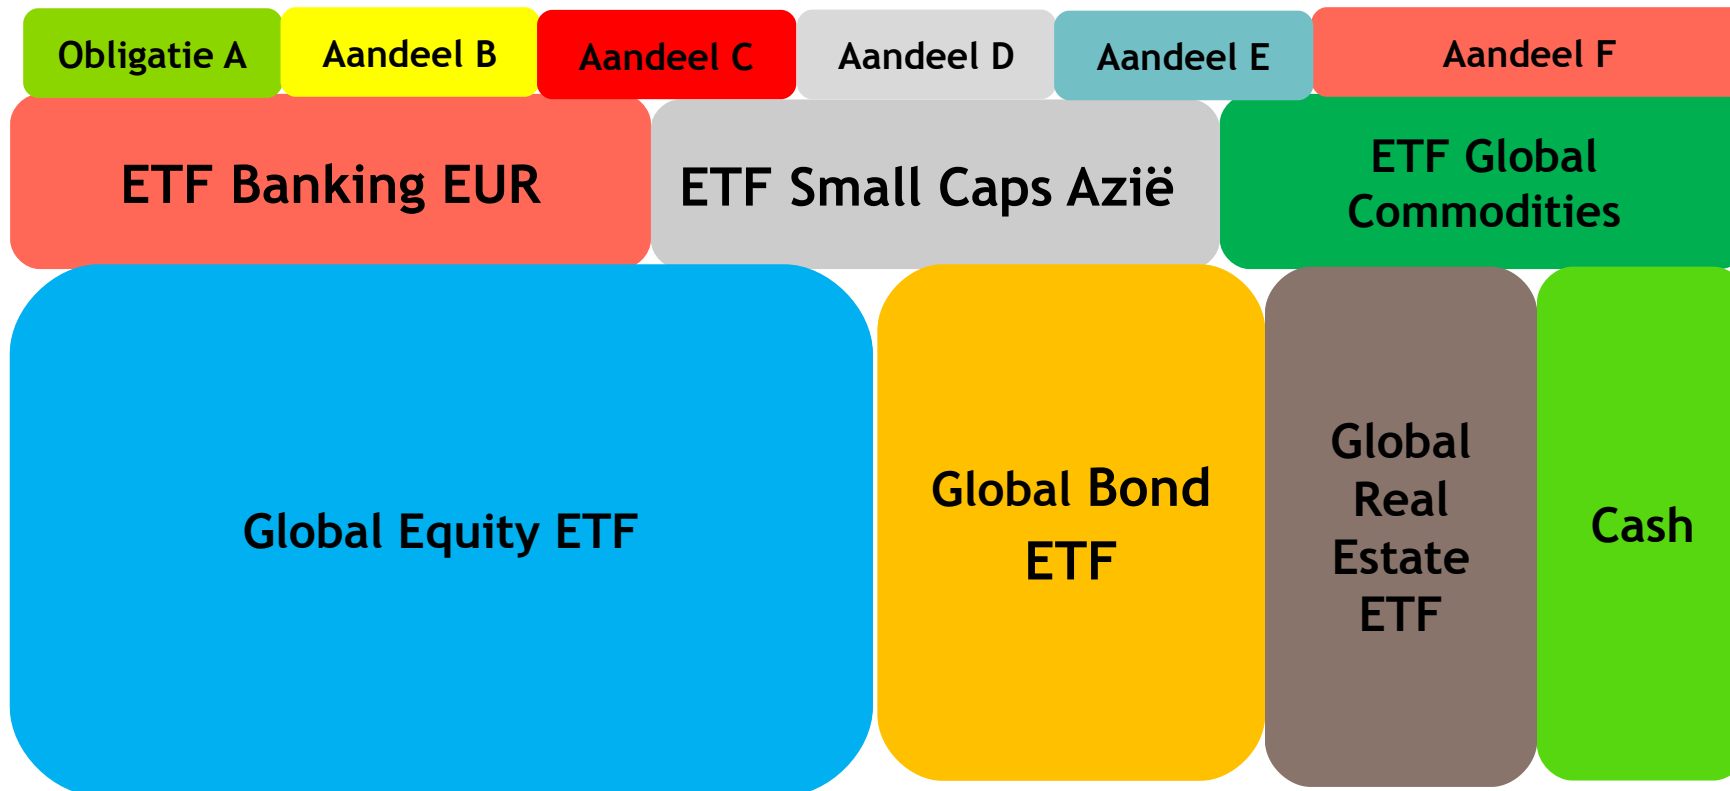 Obligatie A
Aandeel B
Aandeel C
Aandeel D
Aandeel E
Aandeel F
ETF Banking EUR
ETF Small Caps Azië
ETF Global
Commodities
Global Equity ETF
Global Bond
ETF
Global
Real
Estate
ETF
Cash